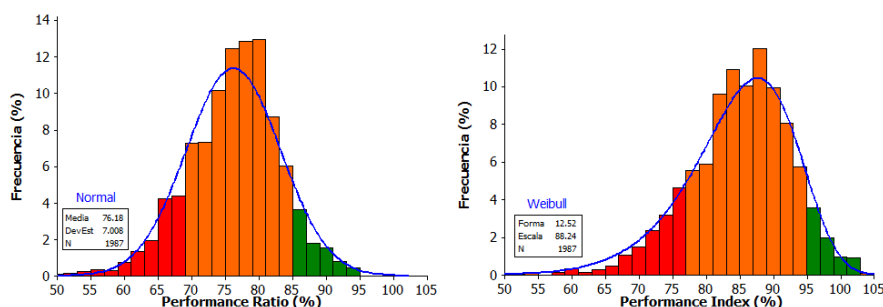 14
12
10
8
6
4
2
0
Frecuencia (%)
Normal
Media 76.18
DevEst 7.008
N 1987
50 55 60 65 70 75 80 85 90 95 100 105
Performance Ratio (%)
12
10
8
6
4
2
0
Frecuencia (%)
Weibull
Forma 12.52
Escala 88.24
N 1987
50 55 60 65 70 75 80 85 90 95 100 105
Performance Index (%)